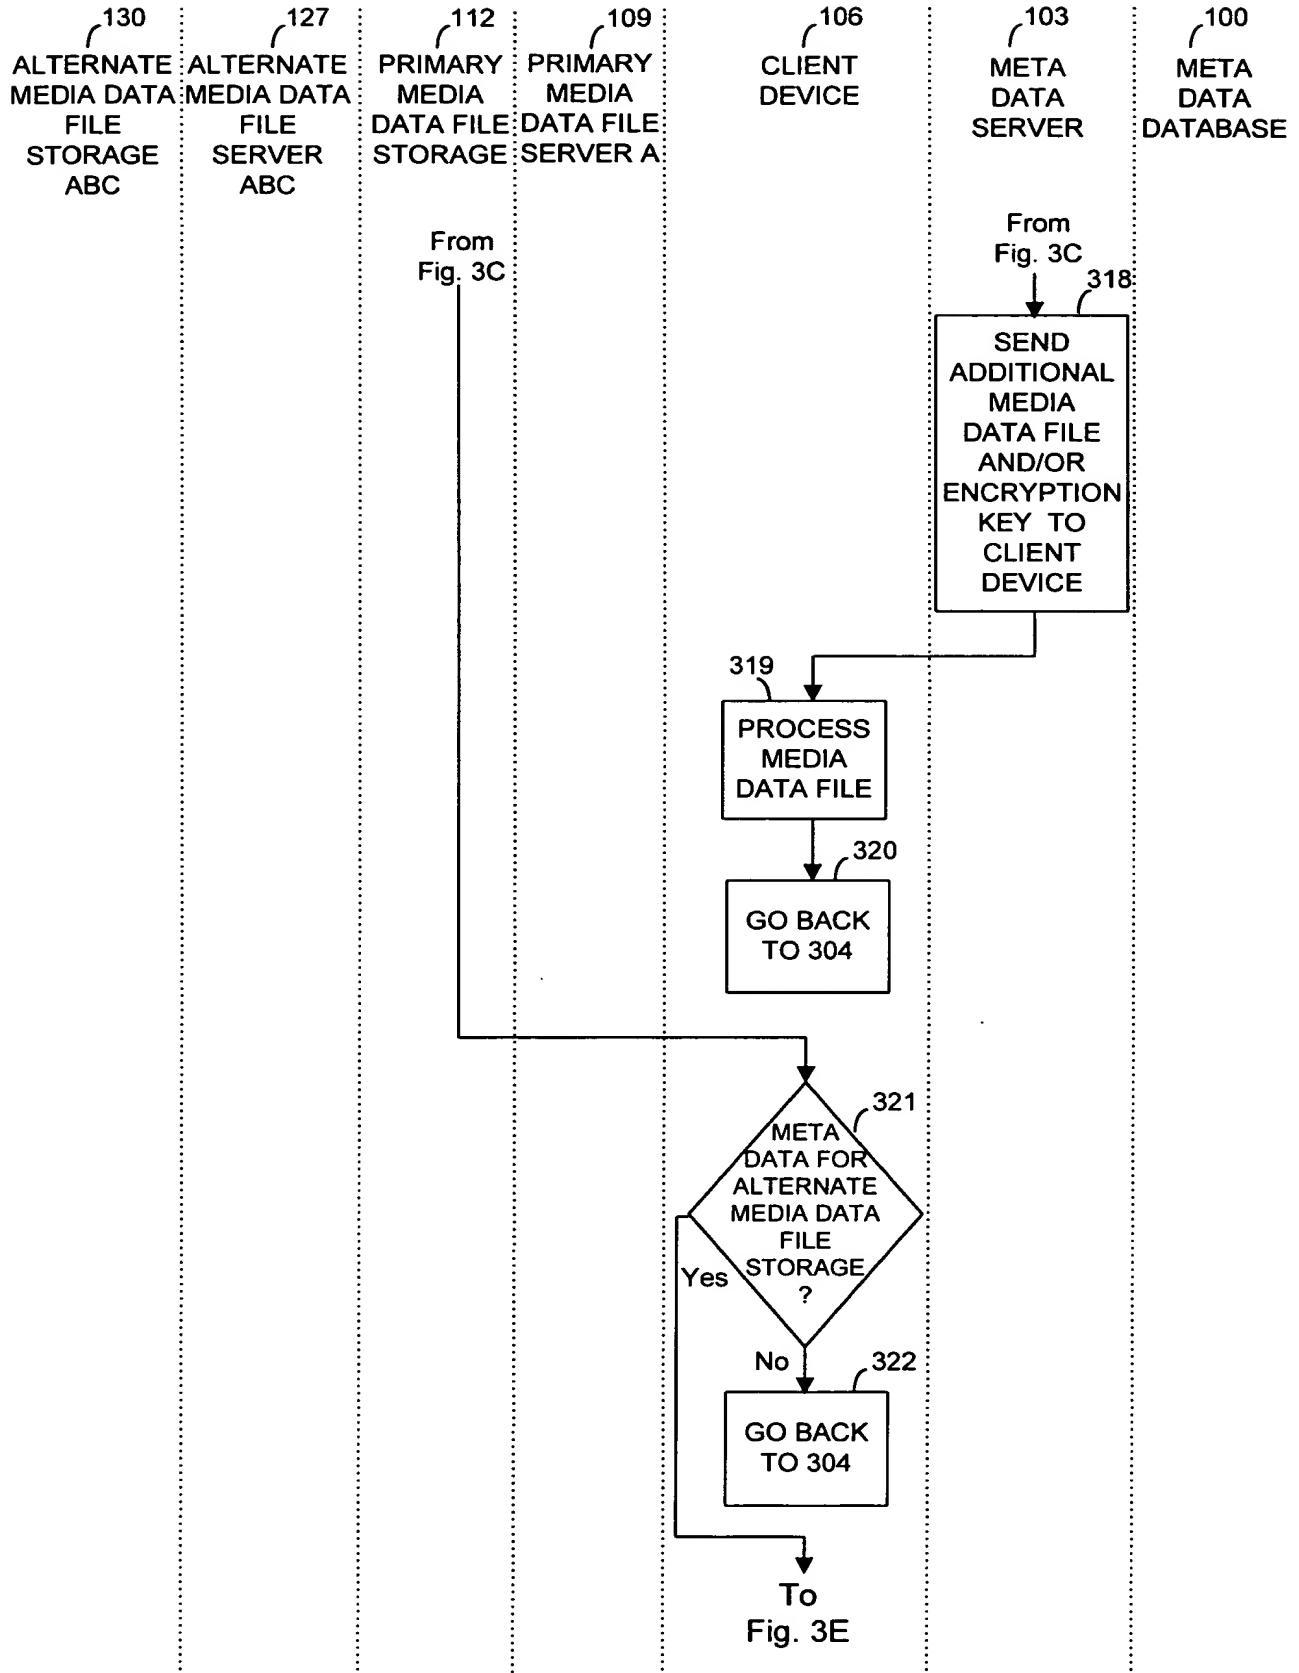 130
ALTERNATE
MEDIA DATA
FILE
STORAGE
ABC
127
ALTERNATE
MEDIA DATA
FILE
SERVER
ABC
112
PRIMARY
MEDIA
DATA FILE
STORAGE
109
PRIMARY
MEDIA
DATA FILE
SERVER A
106
CLIENT
DEVICE
103
META
DATA
SERVER
100
META
DATA
DATABASE
From
Fig. 3C
From
Fig. 3C
318
SEND
ADDITIONAL
MEDIA
DATA FILE
AND/OR
ENCRYPTION
KEY TO
CLIENT
DEVICE
319
PROCESS
MEDIA
DATA FILE
320
GO BACK
TO 304
321
META
DATA FOR
ALTERNATE
MEDIA DATA
FILE
STORAGE
?
Yes
No
322
GO BACK
TO 304
To
Fig. 3E